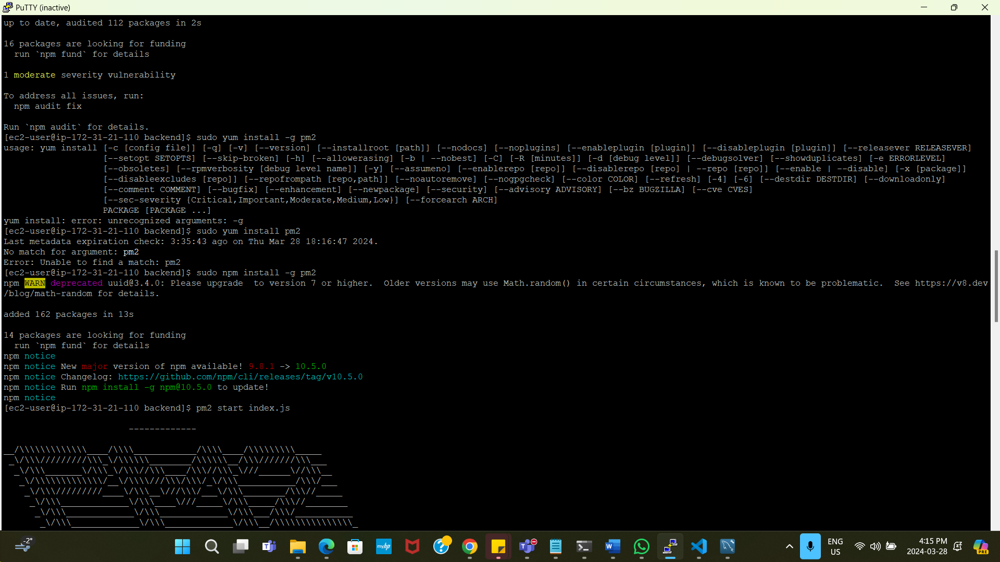 PuTTY (inactive)
up to date, audited 112 packages in 2s
16 packages are looking for funding
  run `npm fund` for details
1 moderate severity vulnerability
To address all issues, run:
  npm audit fix
Run `npm audit` for details.
[ec2-user@ip-172-31-21-110 backend]$ sudo yum install -g pm2
usage: yum install [-c [config file]] [-q] [-v] [--version] [--installroot [path]] [--nodocs] [--noplugins] [--enableplugin [plugin]] [--disableplugin [plugin]] [--releasever RELEASEVER]
                   [--setopt SETOPTS] [--skip-broken] [-h] [--allowerasing] [-b | --nobest] [-C] [-R [minutes]] [-d [debug level]] [--debugsolver] [--showduplicates] [-e ERRORLEVEL]
                   [--obsoletes] [--rpmverbosity [debug level name]] [-y] [--assumeno] [--enablerepo [repo]] [--disablerepo [repo] | --repo [repo]] [--enable | --disable] [-x [package]]
                   [--disableexcludes [repo]] [--repofrompath [repo,path]] [--noautoremove] [--nogpgcheck] [--color COLOR] [--refresh] [-4] [-6] [--destdir DESTDIR] [--downloadonly]
                   [--comment COMMENT] [--bugfix] [--enhancement] [--newpackage] [--security] [--advisory ADVISORY] [--bz BUGZILLA] [--cve CVES]
                   [--sec-severity {Critical,Important,Moderate,Medium,Low}] [--forcearch ARCH]
                   PACKAGE [PACKAGE ...]
yum install: error: unrecognized arguments: -g
[ec2-user@ip-172-31-21-110 backend]$ sudo yum install pm2
Last metadata expiration check: 3:35:43 ago on Thu Mar 28 18:16:47 2024.
No match for argument: pm2
Error: Unable to find a match: pm2
[ec2-user@ip-172-31-21-110 backend]$ sudo npm install -g pm2
npm WARN deprecated uuid@3.4.0: Please upgrade  to version 7 or higher.  Older versions may use Math.random() in certain circumstances, which is known to be problematic.  See https://v8.dev
/blog/math-random for details.
added 162 packages in 13s
14 packages are looking for funding
  run `npm fund` for details
npm notice
npm notice New major version of npm available! 9.8.1 -> 10.5.0
npm notice Changelog: https://github.com/npm/cli/releases/tag/v10.5.0
npm notice Run npm install -g npm@10.5.0 to update!
npm notice
[ec2-user@ip-172-31-21-110 backend]$ pm2 start index.js
-------------
-2°
myhp
ENG
US
4:15 PM
2024-03-28
PRE